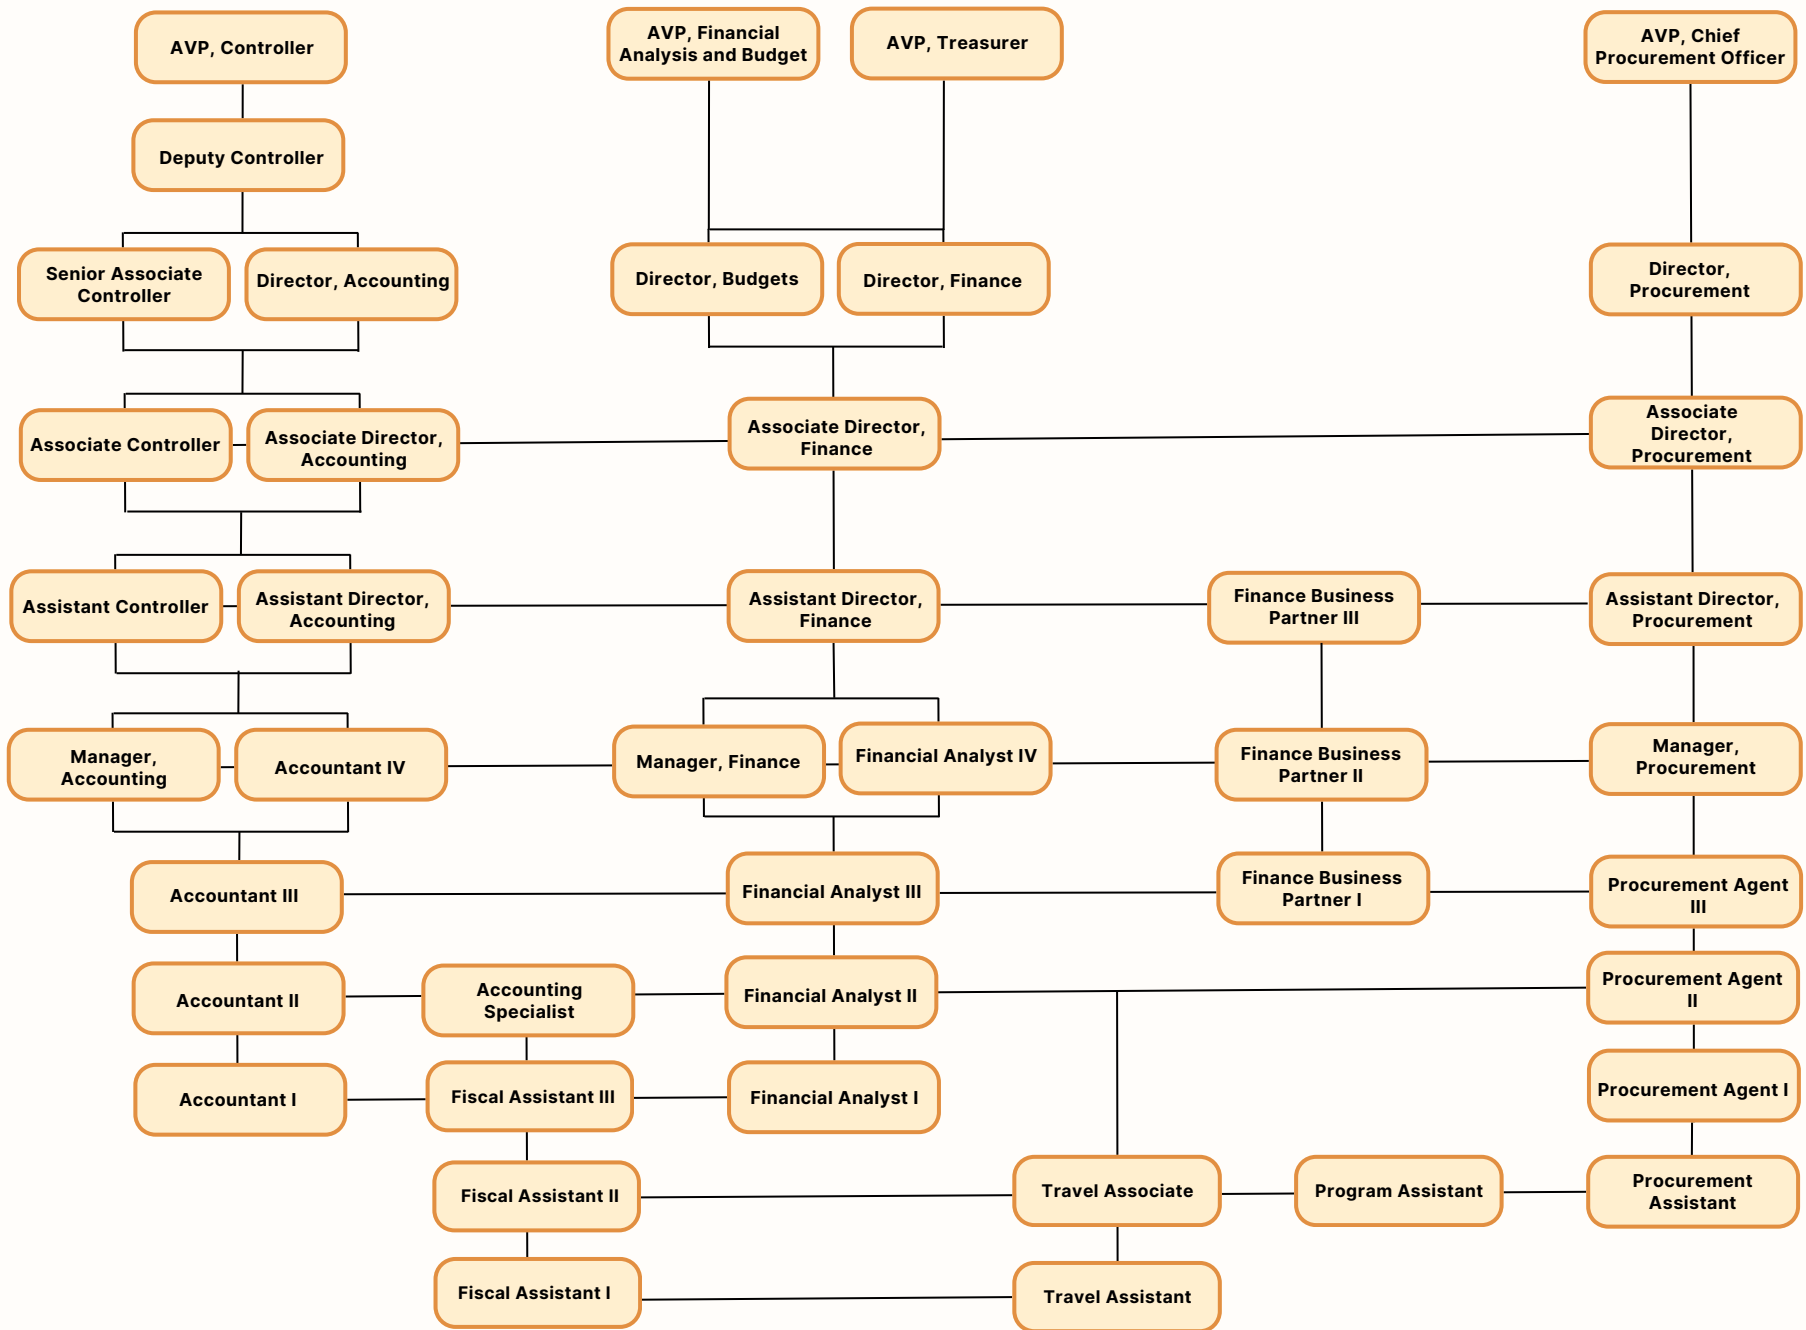 AVP, Controller
AVP, Financial
Analysis and Budget
AVP, Treasurer
AVP, Chief
Procurement Officer
Deputy Controller
Senior Associate
Controller
Director, Accounting
Director, Budgets
Director, Finance
Director,
Procurement
Associate Controller
Associate Director,
Accounting
Associate Director,
Finance
Associate
Director,
Procurement
Assistant Controller
Assistant Director,
Accounting
Assistant Director,
Finance
Finance Business
Partner III
Assistant Director,
Procurement
Manager,
Accounting
Accountant IV
Manager, Finance
Financial Analyst IV
Finance Business
Partner II
Manager,
Procurement
Accountant III
Financial Analyst III
Finance Business
Partner I
Procurement Agent
III
Accountant II
Accounting
Specialist
Financial Analyst II
Procurement Agent
II
Accountant I
Fiscal Assistant III
Financial Analyst I
Procurement Agent I
Fiscal Assistant II
Travel Associate
Program Assistant
Procurement
Assistant
Fiscal Assistant I
Travel Assistant